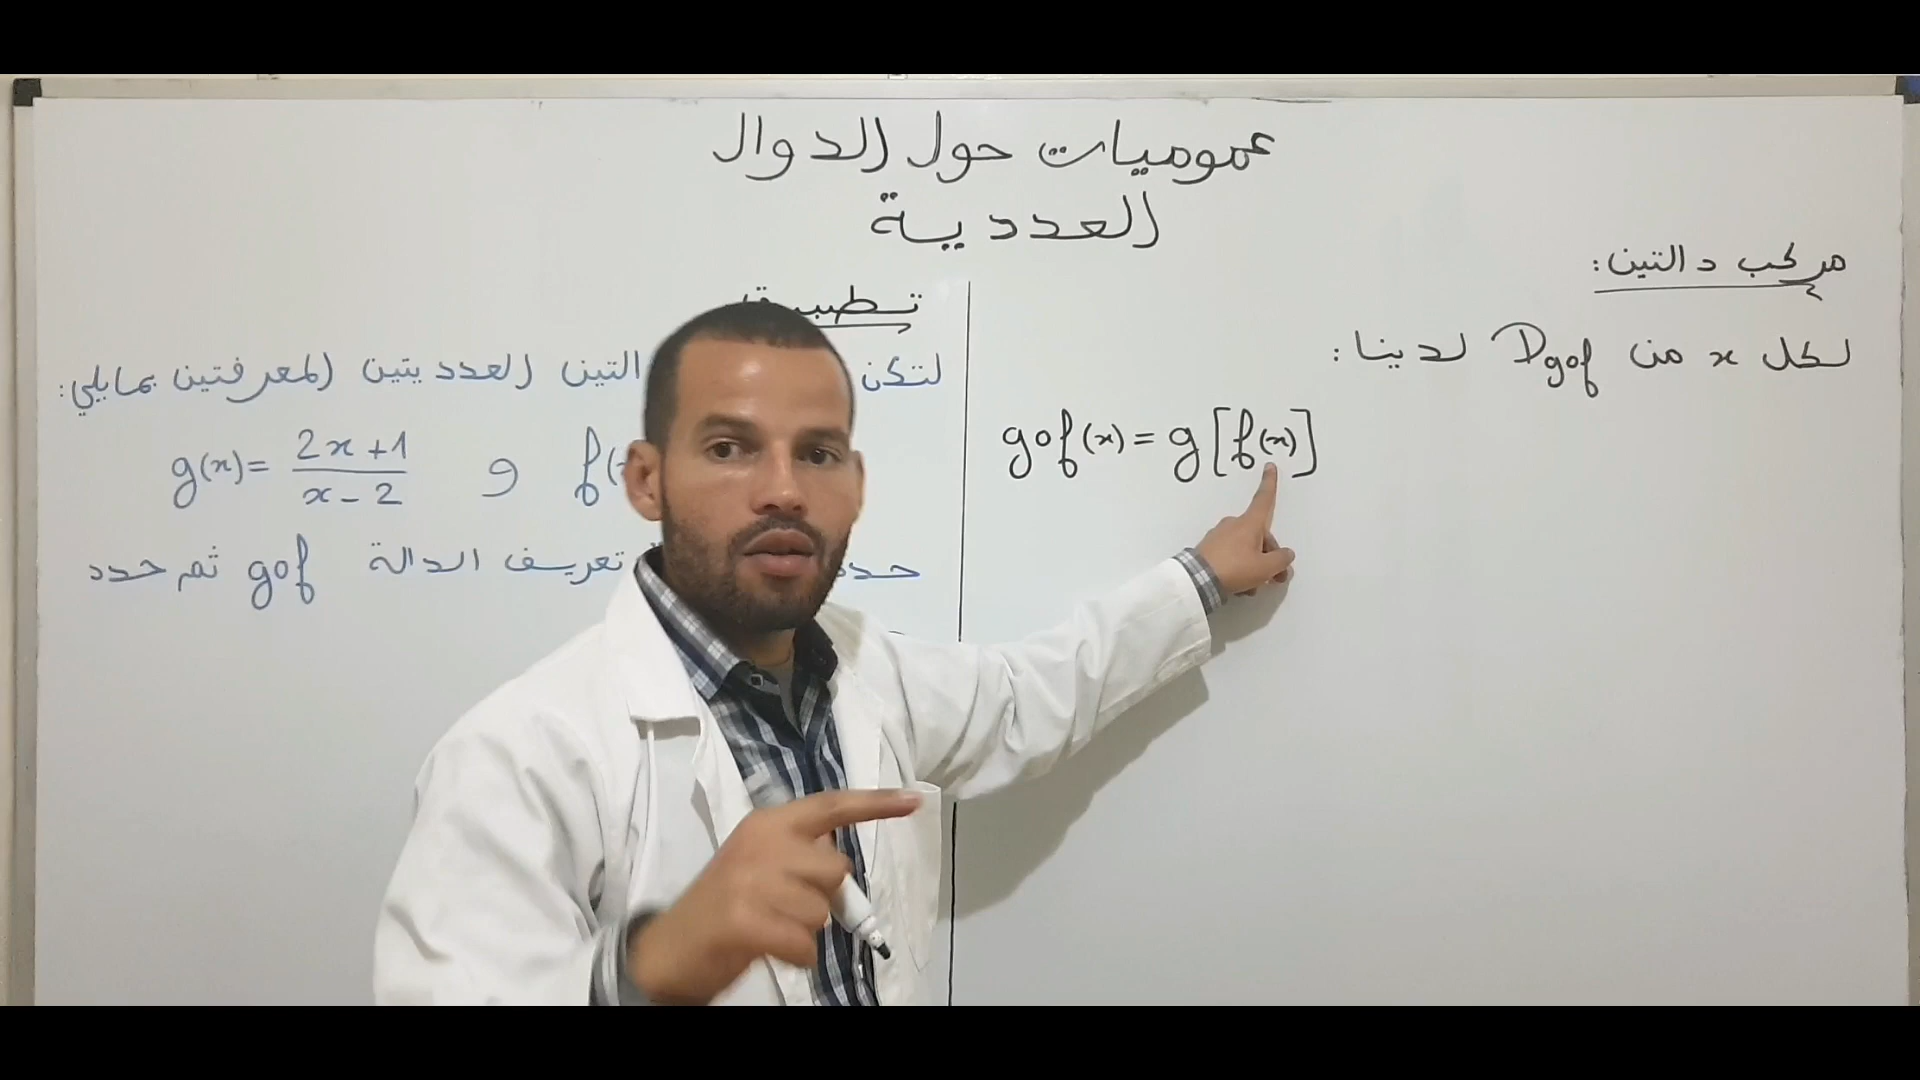 عموميات حول الدوال
العددية
مركب دالتين:
لكل x من Dgof لدينا:
gof(x) = g[f(x)]
لتكن التين العدديتين المعرفتين بمايلي:
f( و g(x) = \frac{2x+1}{x-2}
تعريف الدالة gof ثم حدد